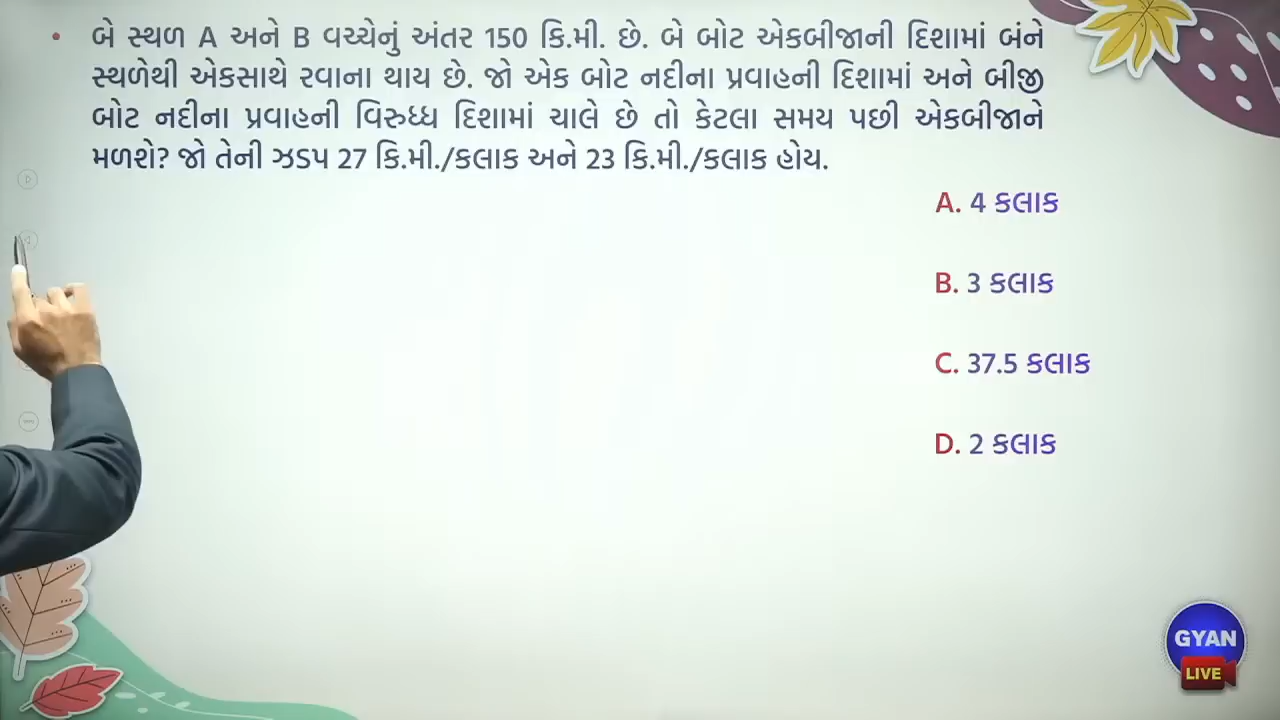 • બે સ્થળ A અને B વચ્ચેનું અંતર 150 કિ.મી. છે. બે બોટ એકબીજાની દિશામાં બંને
સ્થળેથી એકસાથે રવાના થાય છે. જો એક બોટ નદીના પ્રવાહની દિશામાં અને બીજી
બોટ નદીના પ્રવાહની વિરુધ્ધ દિશામાં ચાલે છે તો કેટલા સમય પછી એકબીજાને
મળશે? જો તેની ઝડપ 27 કિ.મી./કલાક અને 23 કિ.મી./કલાક હોય.
A. 4 કલાક
B. 3 કલાક
C. 37.5 કલાક
D. 2 કલાક
GYAN
LIVE